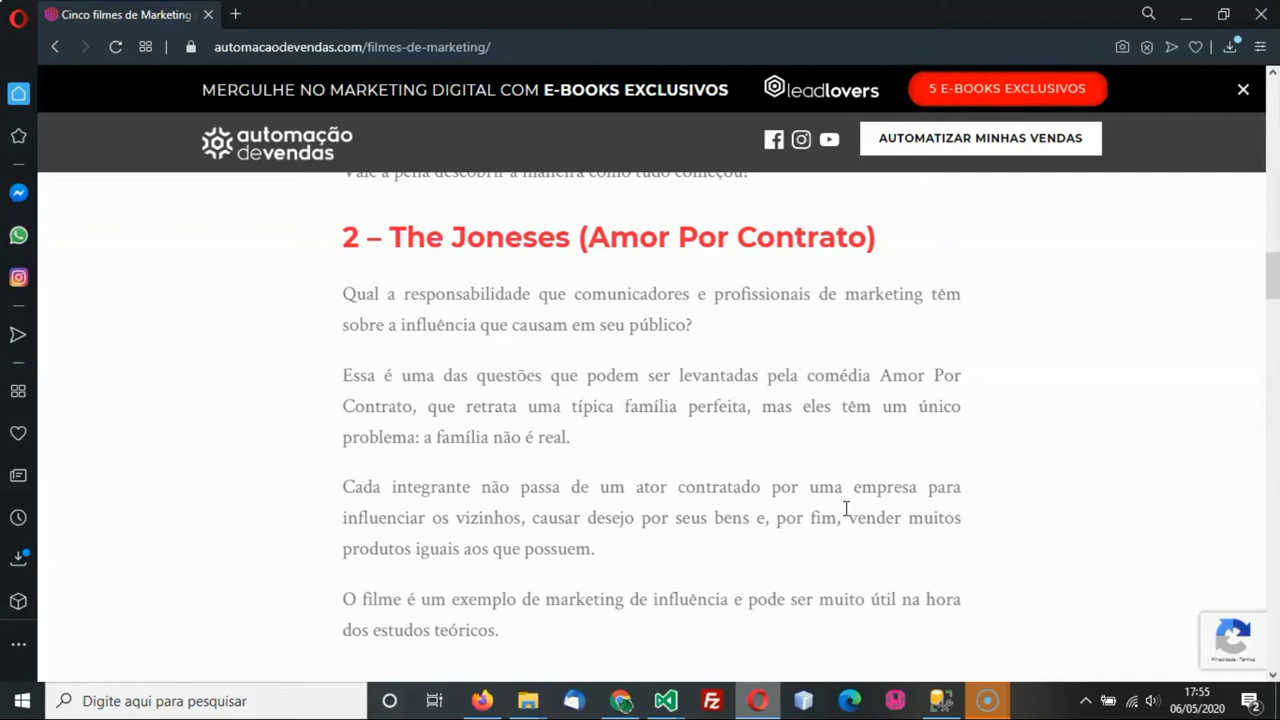 Cinco filmes de Marketing
automacaodevendas.com/filmes-de-marketing/
MERGULHE NO MARKETING DIGITAL COM E-BOOKS EXCLUSIVOS
leadlovers
5 E-BOOKS EXCLUSIVOS
automação
devendas
AUTOMATIZAR MINHAS VENDAS
Vale a pena descobrir a maneira como tudo começou!
2 – The Joneses (Amor Por Contrato)
Qual a responsabilidade que comunicadores e profissionais de marketing têm
sobre a influência que causam em seu público?
Essa é uma das questões que podem ser levantadas pela comédia Amor Por
Contrato, que retrata uma típica família perfeita, mas eles têm um único
problema: a família não é real.
Cada integrante não passa de um ator contratado por uma empresa para
influenciar os vizinhos, causar desejo por seus bens e, por fim, vender muitos
produtos iguais aos que possuem.
O filme é um exemplo de marketing de influência e pode ser muito útil na hora
dos estudos teóricos.
Privacidade - Termos
Digite aqui para pesquisar
17:55
06/05/2020
2